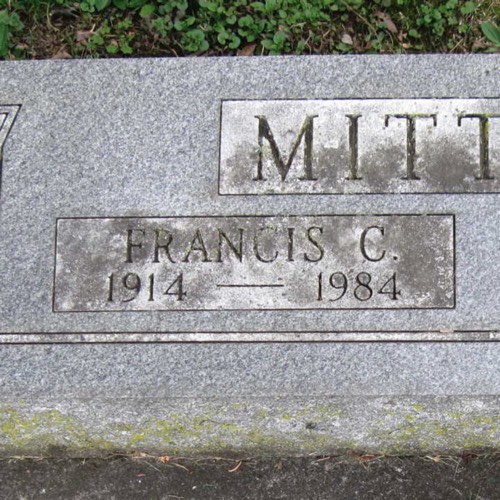 MITT
FRANCIS C.
1914 — 1984